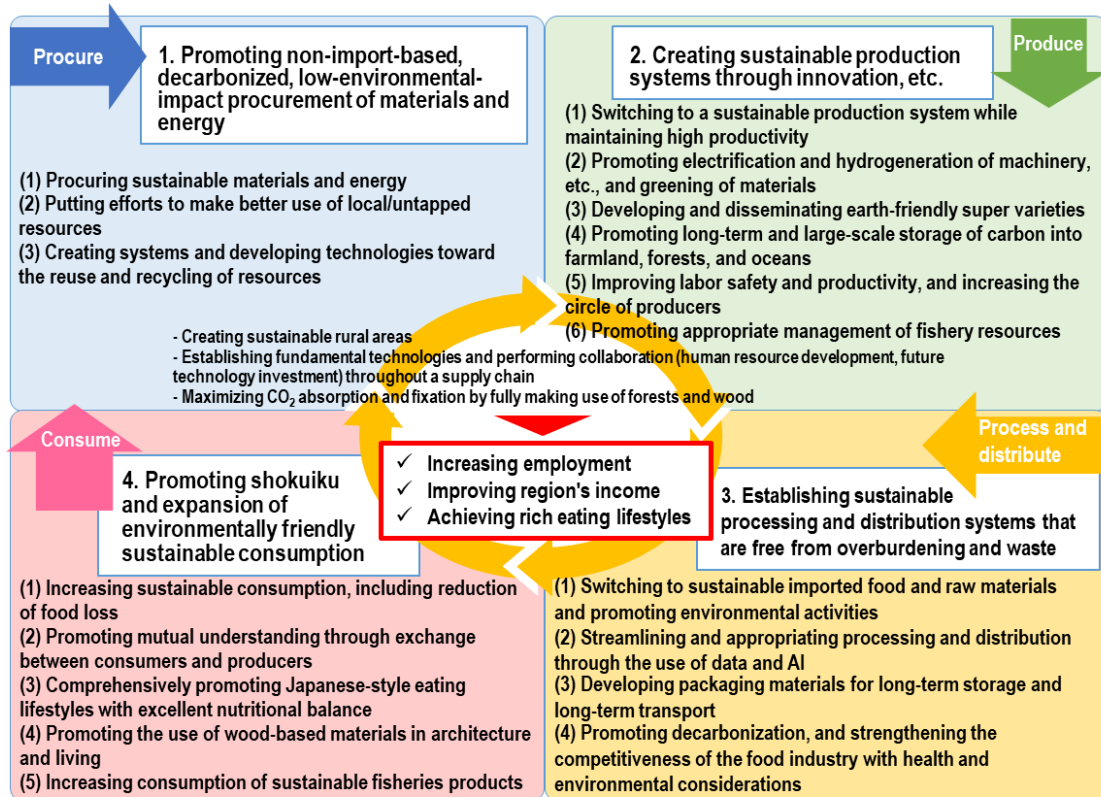 Procure
1. Promoting non-import-based,
decarbonized, low-environmental-
impact procurement of materials and
energy
(1) Procuring sustainable materials and energy
(2) Putting efforts to make better use of local/untapped
resources
(3) Creating systems and developing technologies toward
the reuse and recycling of resources
Produce
2. Creating sustainable production
systems through innovation, etc.
(1) Switching to a sustainable production system while
maintaining high productivity
(2) Promoting electrification and hydrogeneration of machinery,
etc., and greening of materials
(3) Developing and disseminating earth-friendly super varieties
(4) Promoting long-term and large-scale storage of carbon into
farmland, forests, and oceans
(5) Improving labor safety and productivity, and increasing the
circle of producers
(6) Promoting appropriate management of fishery resources
- Creating sustainable rural areas
- Establishing fundamental technologies and performing collaboration (human resource development, future
technology investment) throughout a supply chain
- Maximizing CO₂ absorption and fixation by fully making use of forests and wood
✓ Increasing employment
✓ Improving region's income
✓ Achieving rich eating lifestyles
Process and
distribute
3. Establishing sustainable
processing and distribution systems that
are free from overburdening and waste
(1) Switching to sustainable imported food and raw materials
and promoting environmental activities
(2) Streamlining and appropriating processing and distribution
through the use of data and AI
(3) Developing packaging materials for long-term storage and
long-term transport
(4) Promoting decarbonization, and strengthening the
competitiveness of the food industry with health and
environmental considerations
Consume
4. Promoting shokuiku
and expansion of
environmentally friendly
sustainable consumption
(1) Increasing sustainable consumption, including reduction
of food loss
(2) Promoting mutual understanding through exchange
between consumers and producers
(3) Comprehensively promoting Japanese-style eating
lifestyles with excellent nutritional balance
(4) Promoting the use of wood-based materials in architecture
and living
(5) Increasing consumption of sustainable fisheries products